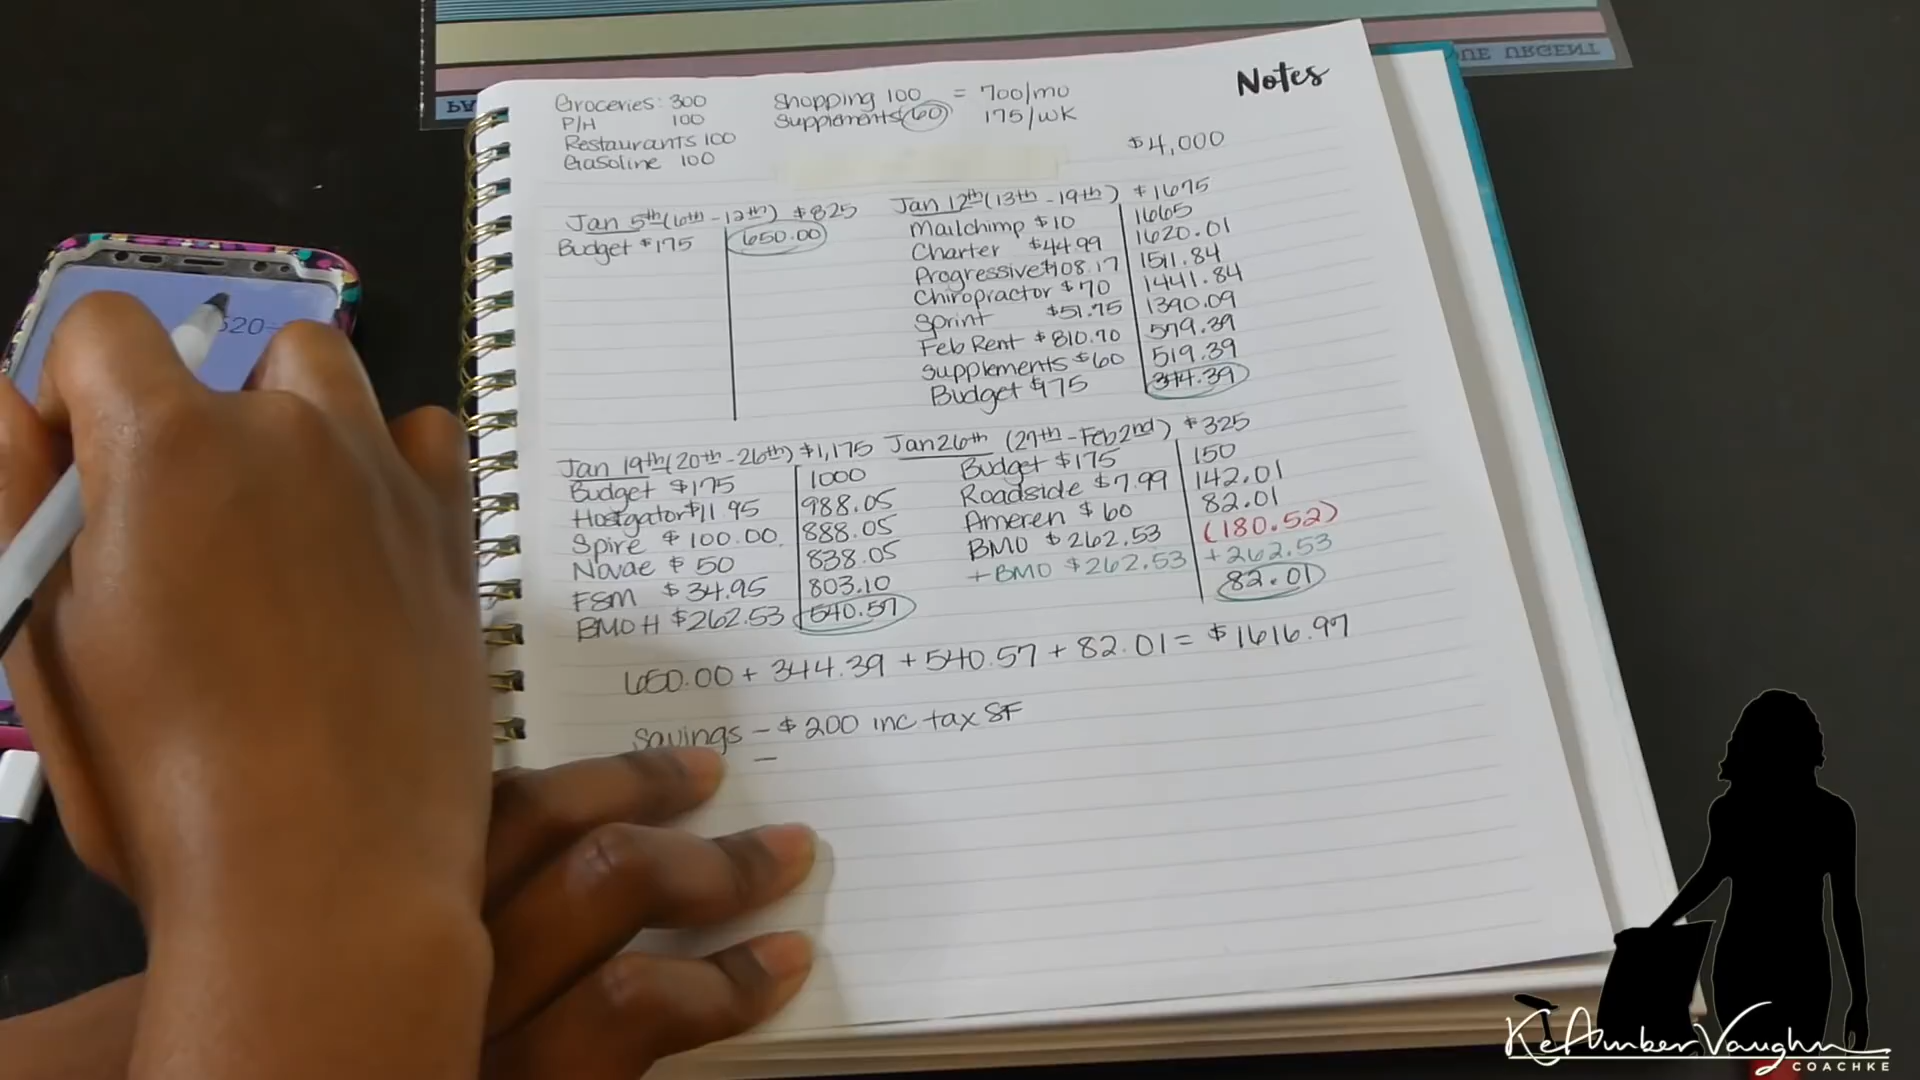 Notes
Groceries: 300
P/H 100
Restaurants 100
Gasoline 100
Shopping 100 = 700/mo
Supplements (60) 175/wk
$4,000
Jan 5th (6th - 12th) $825
Budget $175 650.00
Jan 12th (13th - 19th) $1675
Mailchimp $10 1665
Charter $44.99 1620.01
Progressive $108.17 1511.84
Chiropractor $70 1441.84
Sprint $51.75 1390.09
Feb Rent $810.70 579.39
Supplements $60 519.39
Budget $175 344.39
Jan 19th (20th - 26th) $1,175
Budget $175 1000
Hostgator $11.95 988.05
Spire $100.00 888.05
Novae $50 838.05
FSM $34.95 803.10
BMO H $262.53 540.57
Jan 26th (27th - Feb 2nd) $325
Budget $175 150
Roadside $7.99 142.01
Ameren $60 82.01
BMO $262.53 (180.52)
+BMO $262.53 +262.53
82.01
650.00 + 344.39 + 540.57 + 82.01 = $1616.97
Savings - $200 inc tax SF
-
KeAmber Vaughn
COACHKE